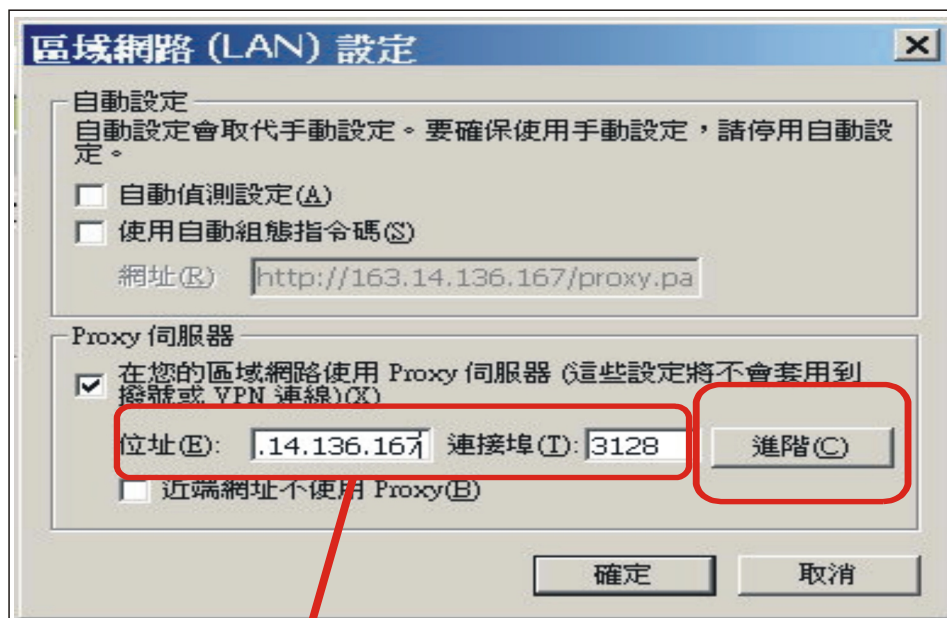 區域網路 (LAN) 設定
自動設定
自動設定會取代手動設定。要確保使用手動設定，請停用自動設
定。
自動偵測設定(A)
使用自動組態指令碼(S)
網址(R) http://163.14.136.167/proxy.pa
Proxy 伺服器
在您的區域網路使用 Proxy 伺服器 (這些設定將不會套用到
撥號或 VPN 連線)(X)
位址(E): .14.136.167 連接埠(T): 3128 進階(C)
近端網址不使用 Proxy(B)
確定 取消